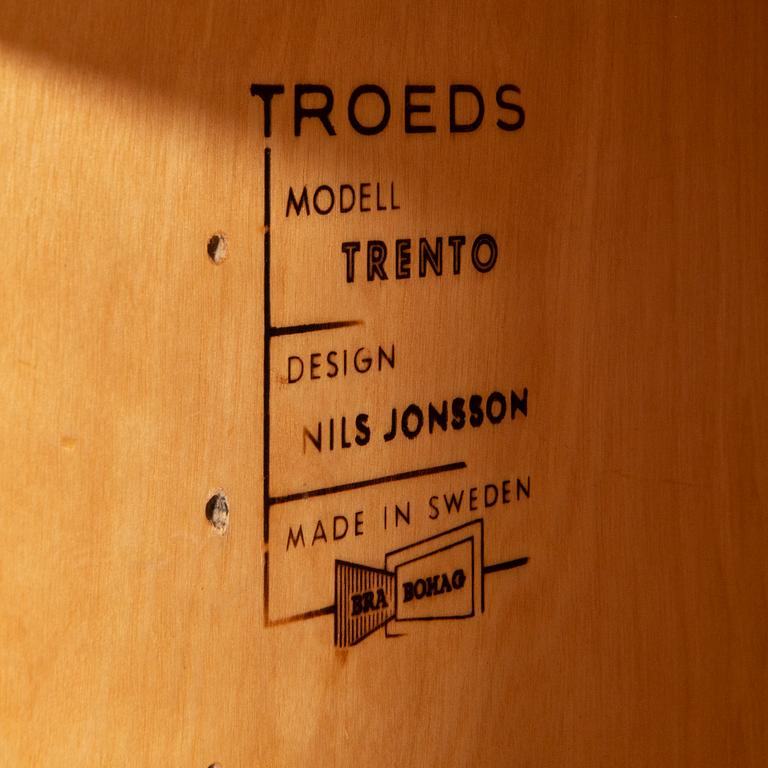 TROEDS
MODELL
TRENTO
DESIGN
NILS JONSSON
MADE IN SWEDEN
BRA BOHAG